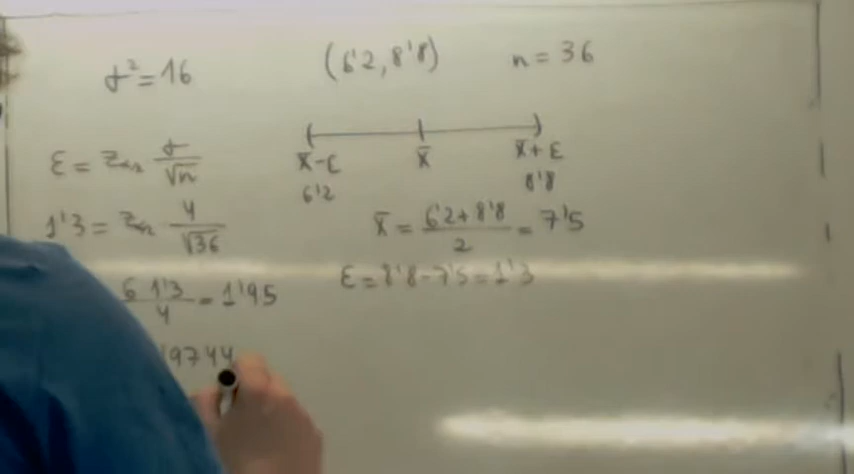 σ² = 16
(6'2, 8'8)
n = 36
ε = z_{α/2} σ/√n
x̄-ε x̄ x̄+ε
6'2 8'8
1'3 = z_{α/2} 4/√36
x̄ = (6'2+8'8)/2 = 7'5
ε = 8'8-7'5 = 1'3
6 1'3/4 = 1'95
9744